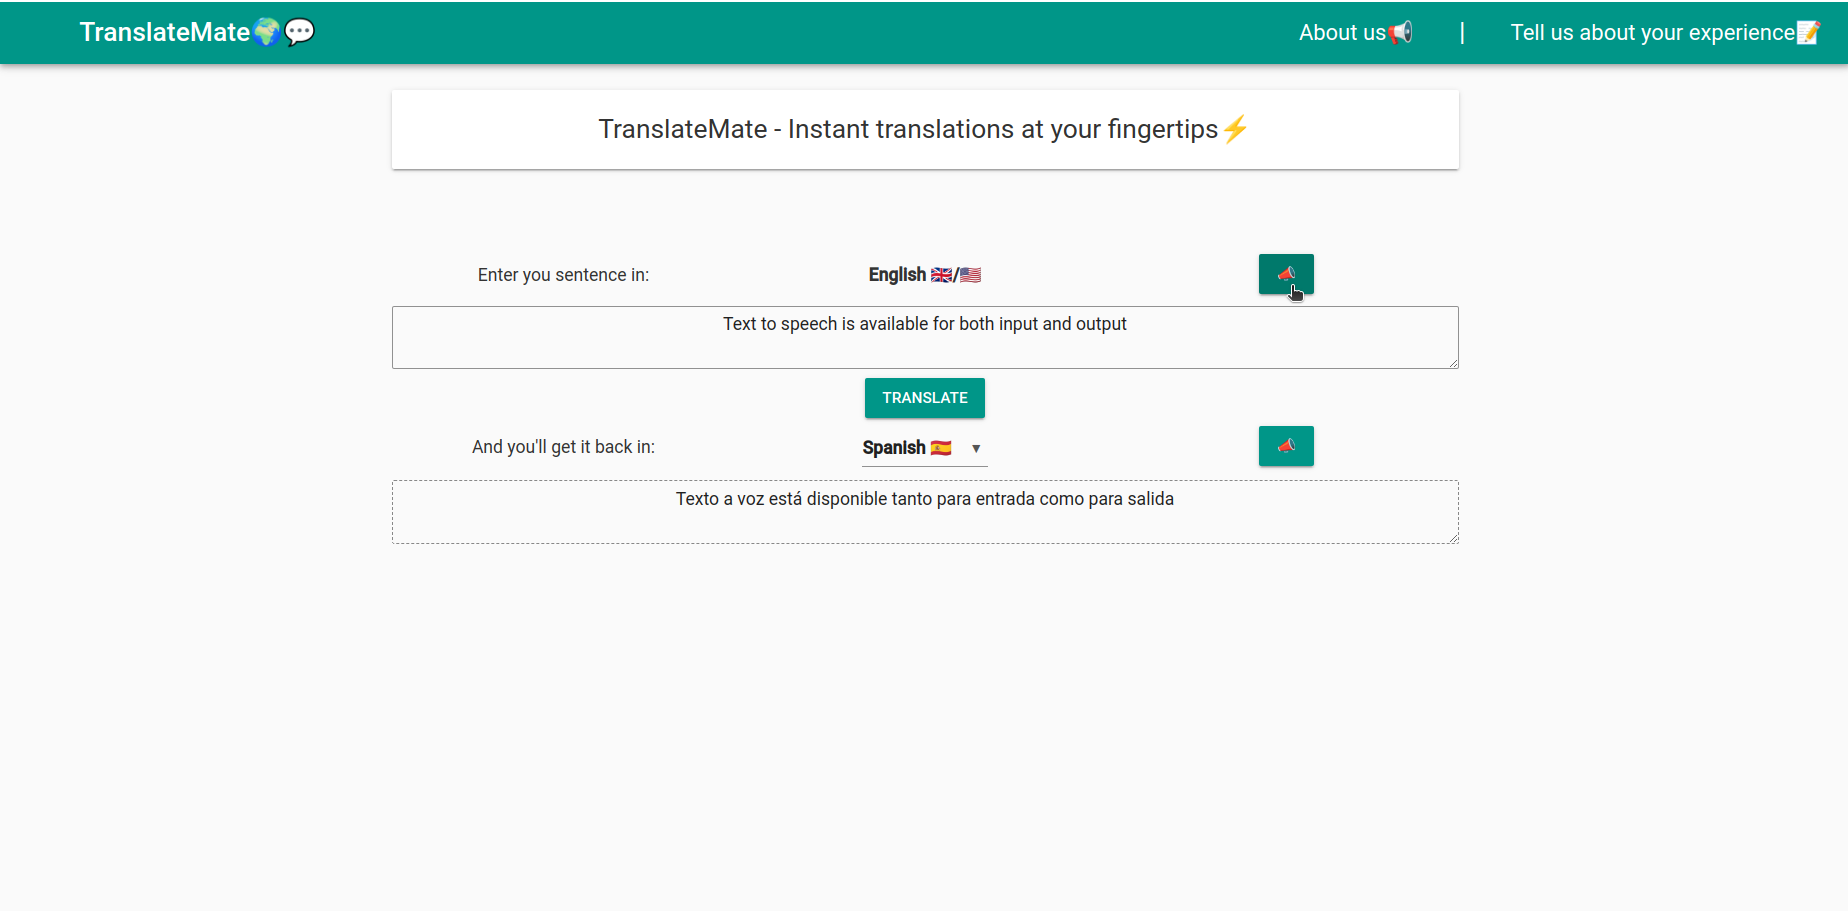 TranslateMate🌍💬
About us📢 | Tell us about your experience📝
TranslateMate - Instant translations at your fingertips⚡
Enter you sentence in: English 🇬🇧/🇺🇸
Text to speech is available for both input and output
TRANSLATE
And you'll get it back in: Spanish 🇪🇸
Texto a voz está disponible tanto para entrada como para salida